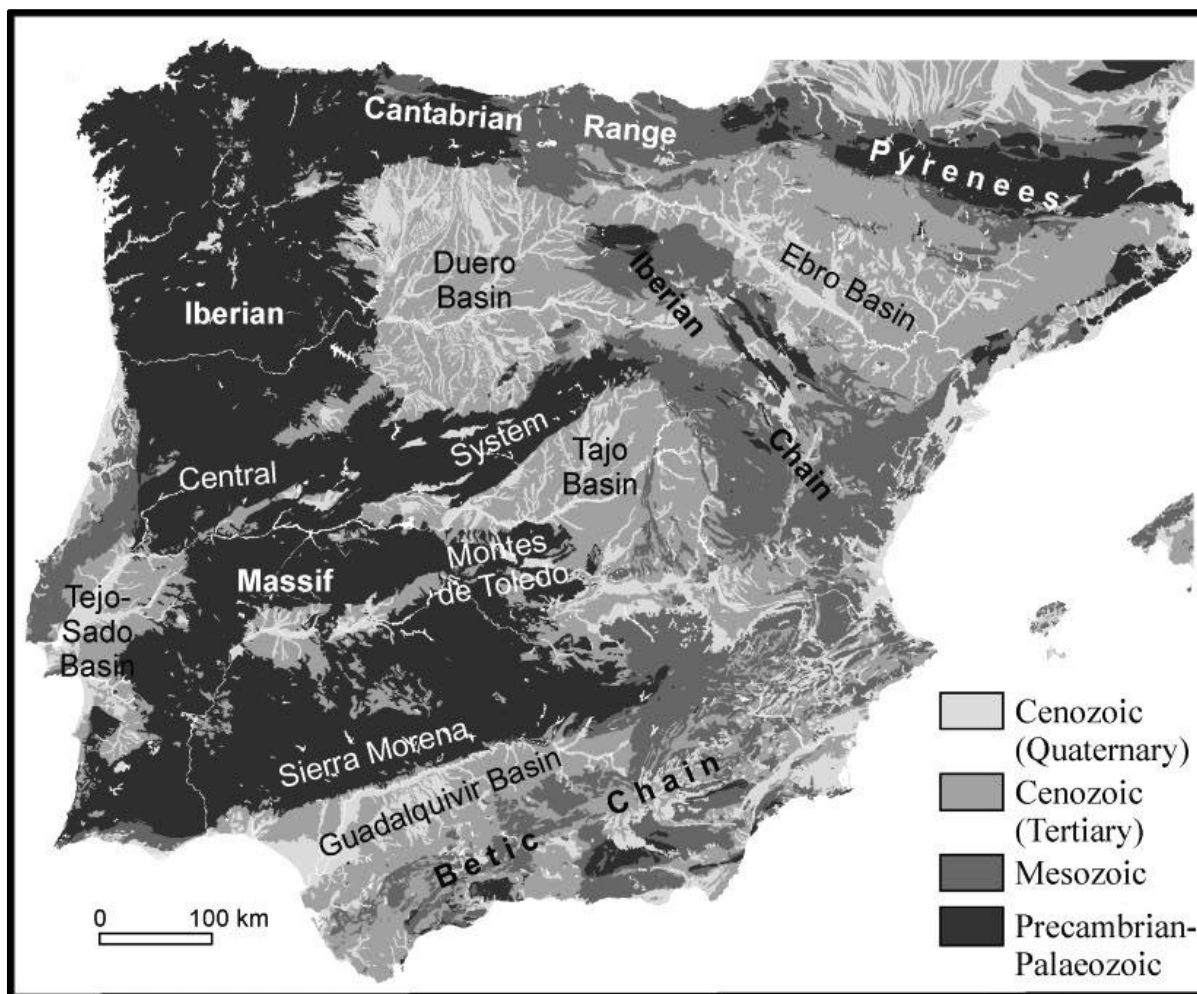 Cantabrian
Range
Pyrenees
Duero
Basin
Iberian
Ebro Basin
Iberian
Chain
System
Central
Tajo
Basin
Montes
de Toledo
Massif
Tejo-
Sado
Basin
Sierra Morena
Guadalquivir Basin
Betic Chain
0 100 km
Cenozoic
(Quaternary)
Cenozoic
(Tertiary)
Mesozoic
Precambrian-
Palaeozoic